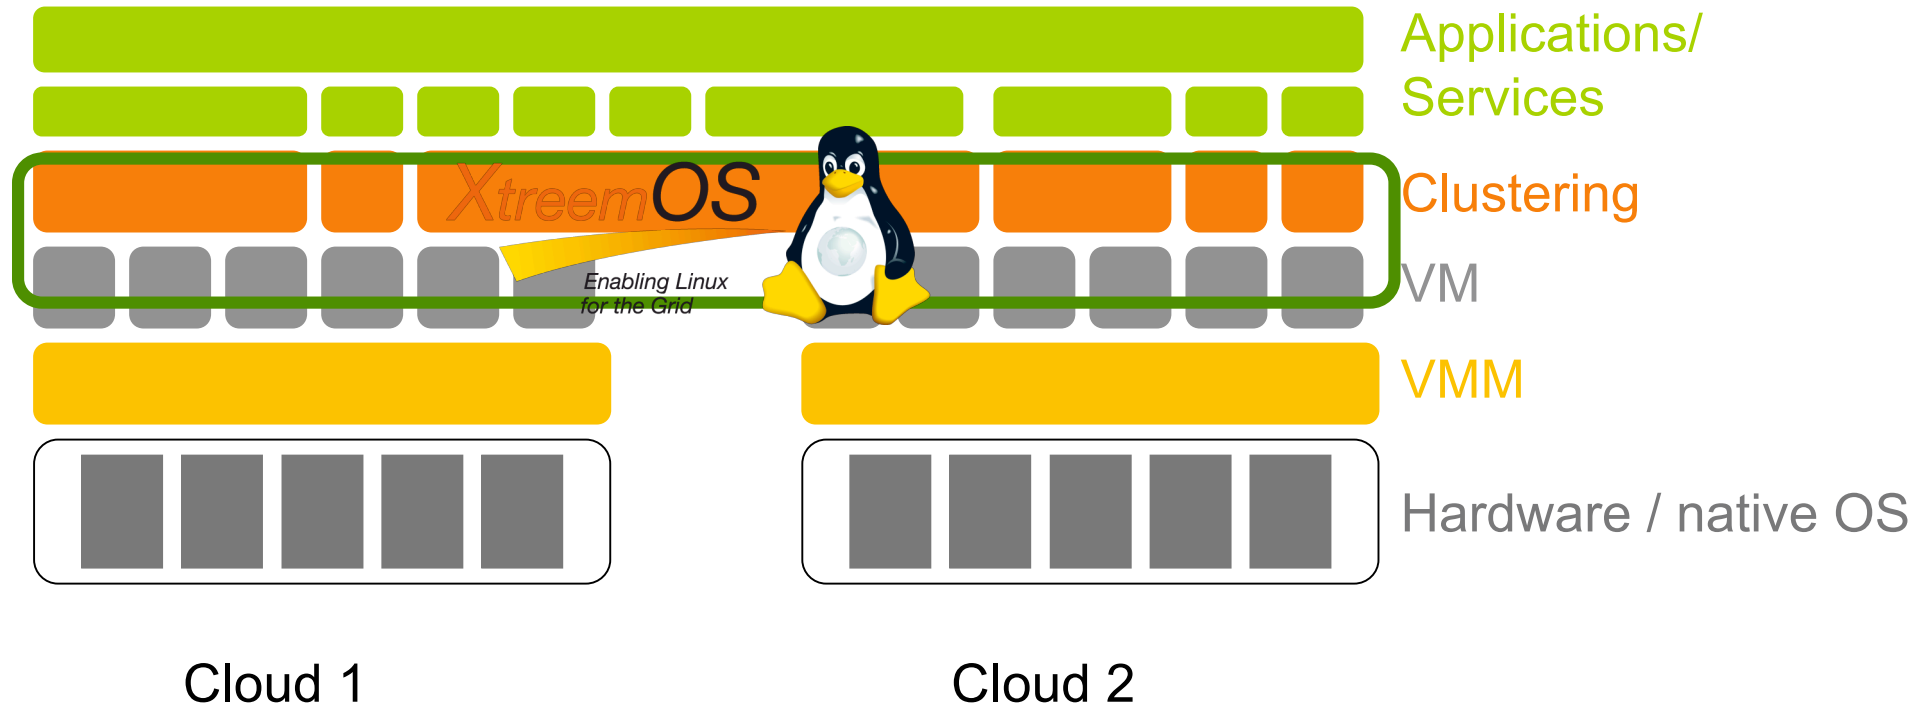 Applications/
Services
XtreemOS
Clustering
Enabling Linux
for the Grid
VM
VMM
Hardware / native OS
Cloud 1
Cloud 2